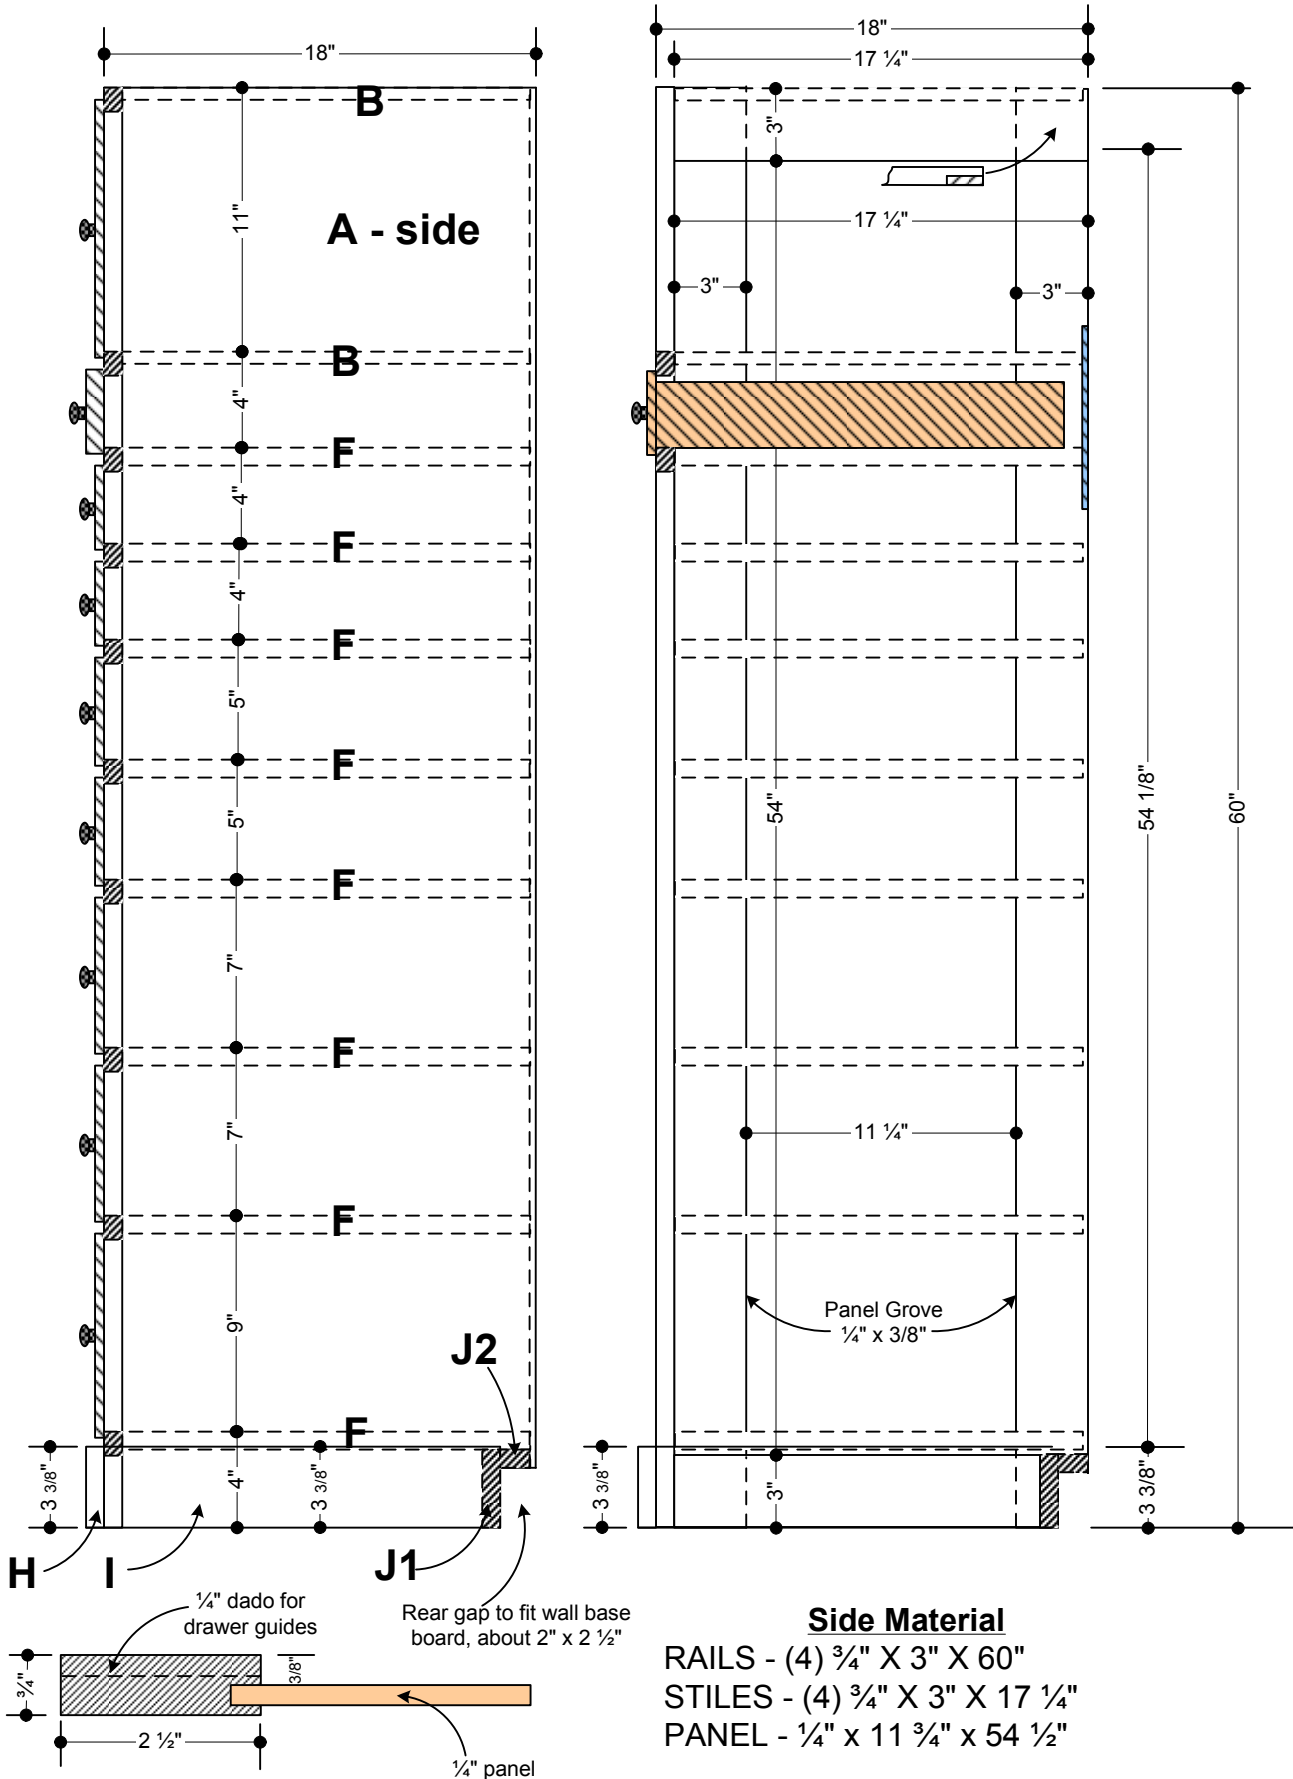 18"
18"
17 ¼"
B
3"
11"
A - side
17 ¼"
3"
3"
B
4"
F
4"
F
4"
F
5"
F
5"
F
7"
F
7"
F
9"
F
4"
54"
54 1/8"
60"
11 ¼"
Panel Grove
¼" x 3/8"
J2
3 3/8"
3 3/8"
3 3/8"
3"
3 3/8"
H
I
J1
¼" dado for
drawer guides
Rear gap to fit wall base
board, about 2" x 2 ½"
¾"
3/8"
2 ½"
¼" panel
Side Material
RAILS - (4) ¾" X 3" X 60"
STILES - (4) ¾" X 3" X 17 ¼"
PANEL - ¼" x 11 ¾" x 54 ½"